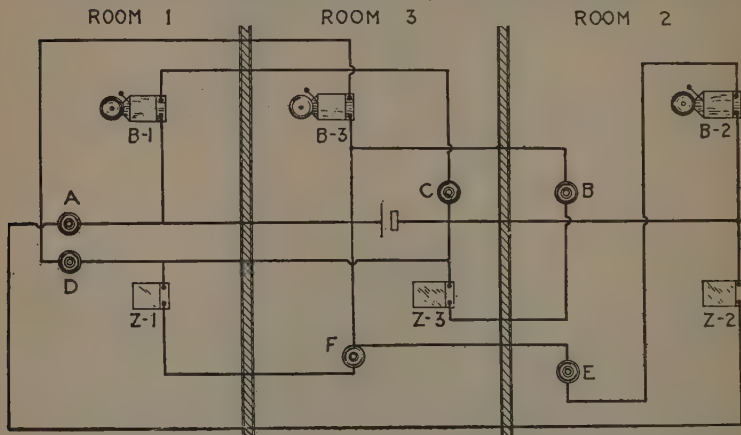 ROOM 1 ROOM 3 ROOM 2
B-1 B-3 B-2
A C B
D
Z-1 Z-3 Z-2
F E